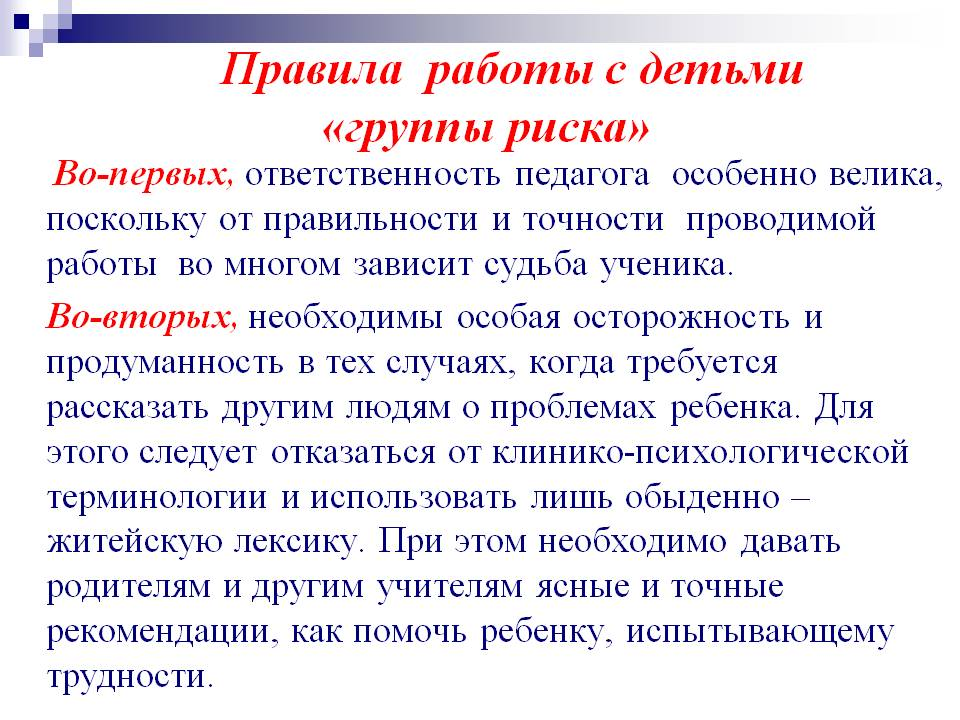 Правила работы с детьми
«группы риска»
Во-первых, ответственность педагога особенно велика,
поскольку от правильности и точности проводимой
работы во многом зависит судьба ученика.
Во-вторых, необходимы особая осторожность и
продуманность в тех случаях, когда требуется
рассказать другим людям о проблемах ребенка. Для
этого следует отказаться от клинико-психологической
терминологии и использовать лишь обыденно –
житейскую лексику. При этом необходимо давать
родителям и другим учителям ясные и точные
рекомендации, как помочь ребенку, испытывающему
трудности.